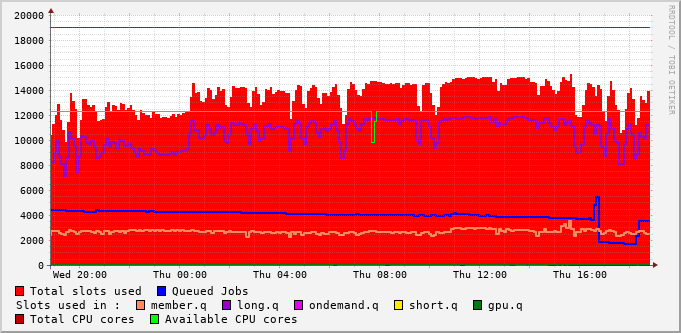 20000
18000
16000
14000
12000
10000
8000
6000
4000
2000
0
Wed 20:00 Thu 00:00 Thu 04:00 Thu 08:00 Thu 12:00 Thu 16:00
Total slots used Queued Jobs
Slots used in : member.q long.q ondemand.q short.q gpu.q
Total CPU cores Available CPU cores
RRDTOOL / TOBI OETIKER